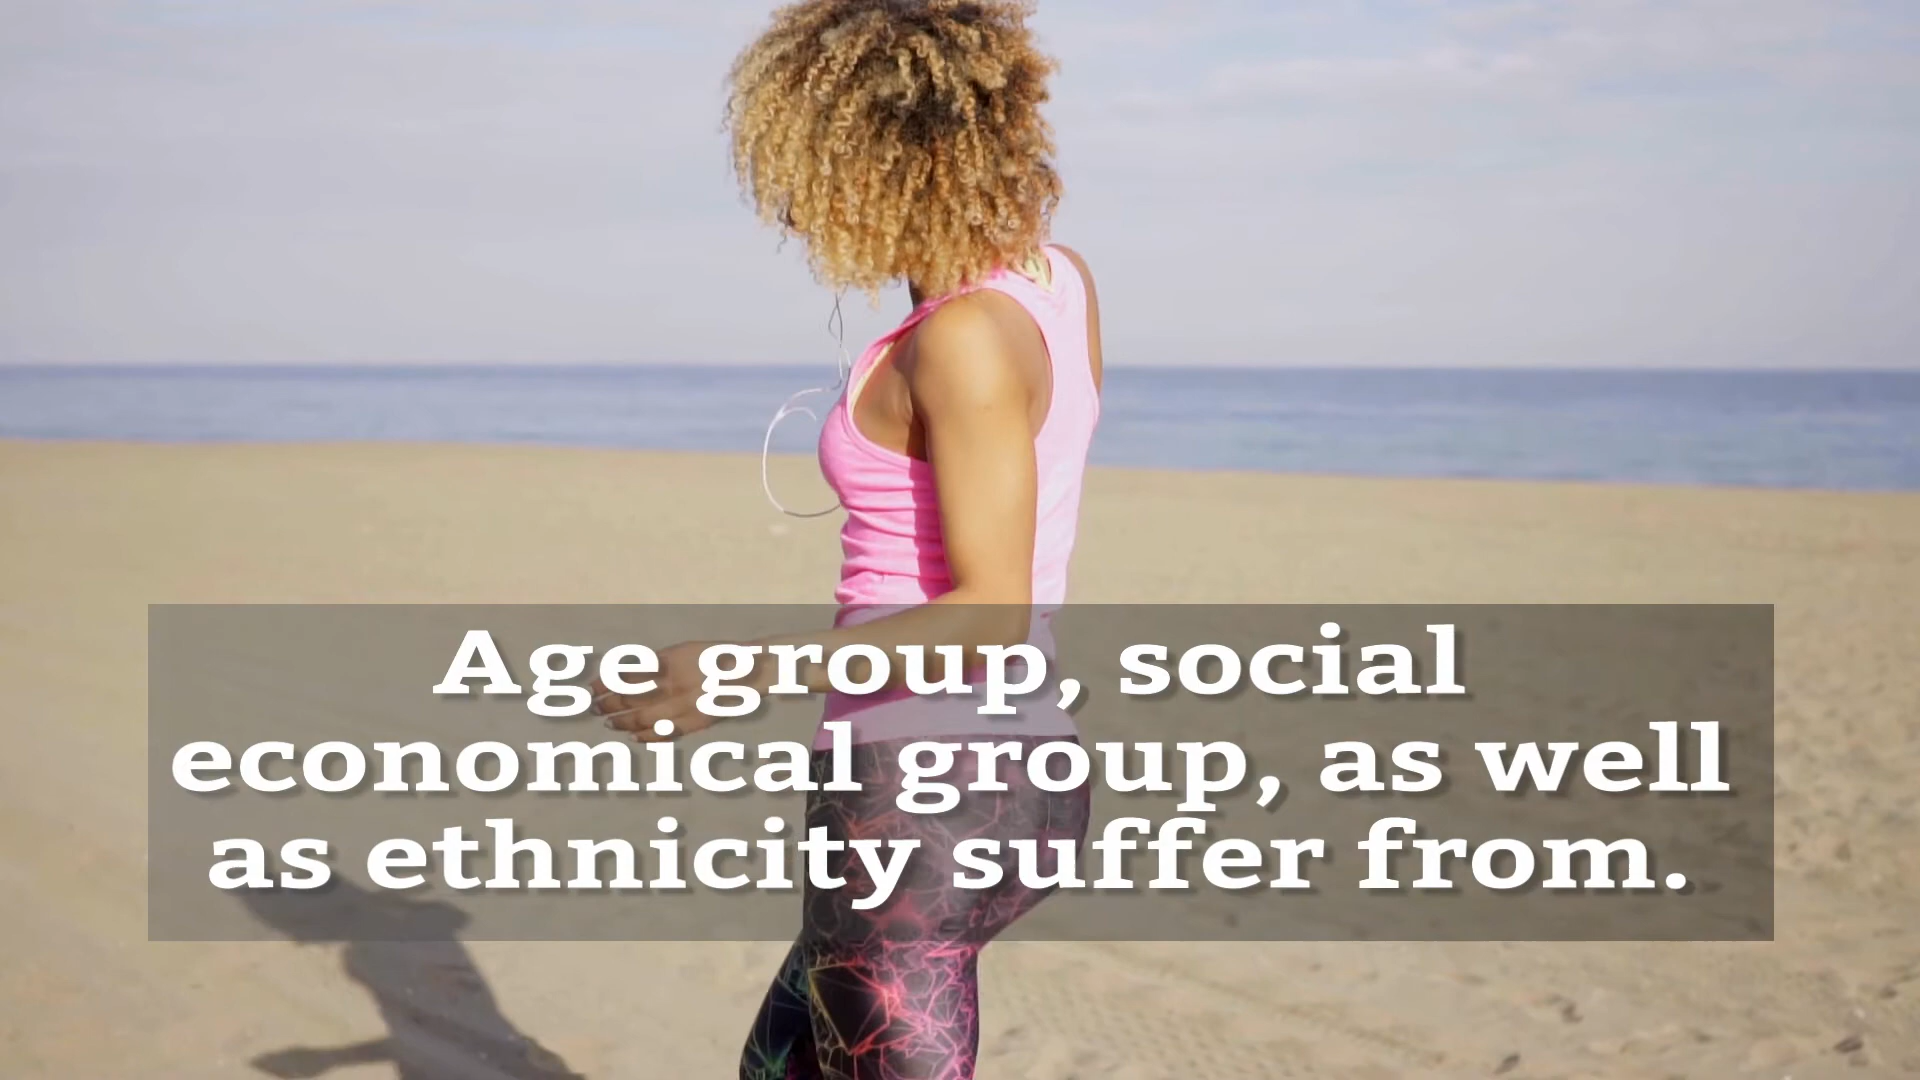 Age group, social
economical group, as well
as ethnicity suffer from.